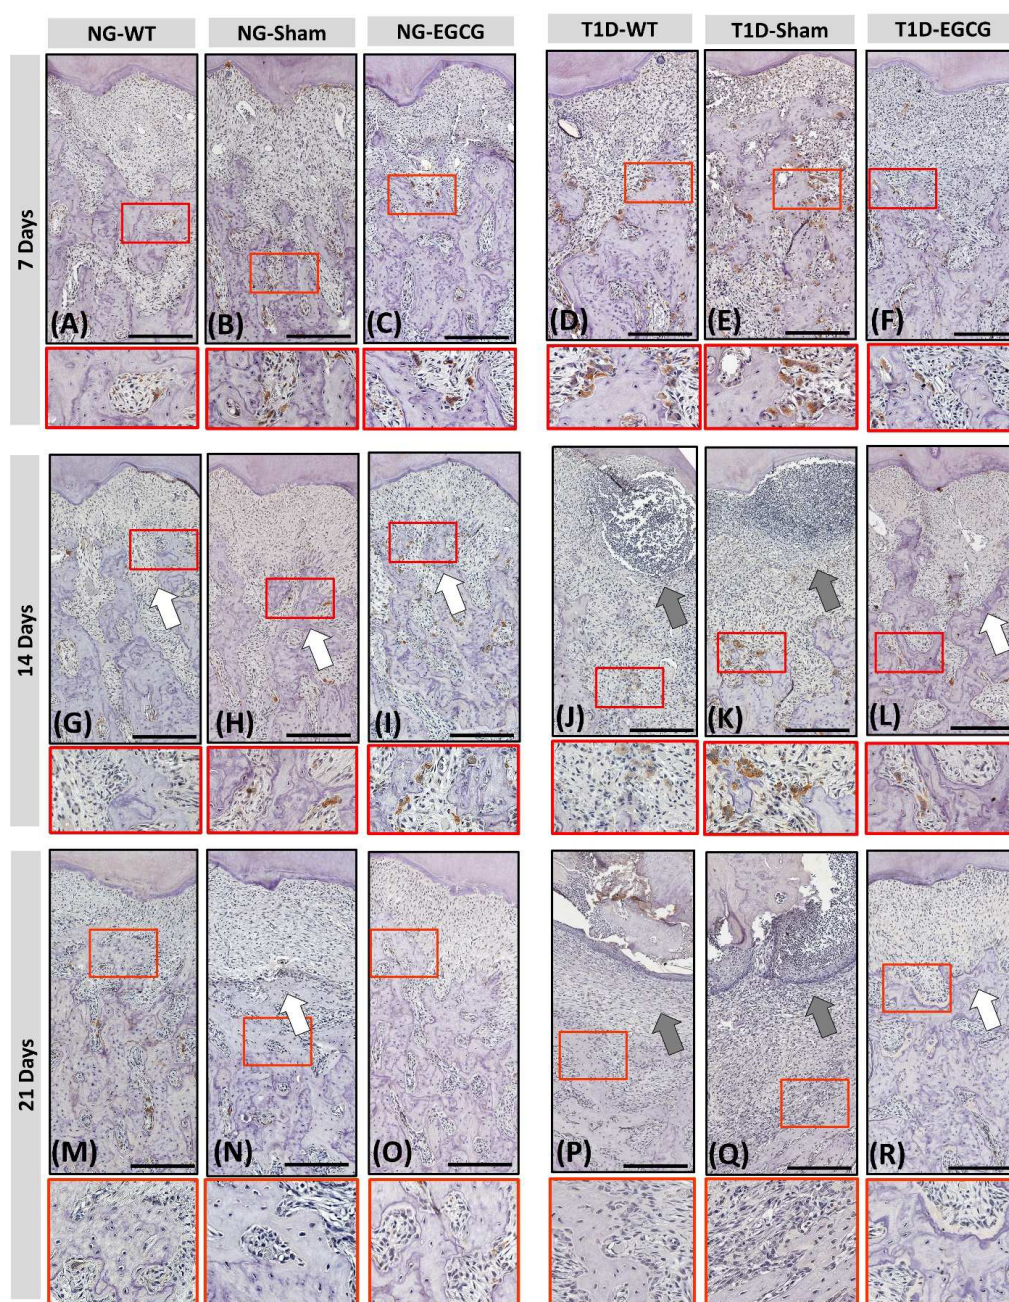 NG-WT NG-Sham NG-EGCG T1D-WT T1D-Sham T1D-EGCG
7 Days
(A) (B) (C) (D) (E) (F)
14 Days
(G) (H) (I) (J) (K) (L)
21 Days
(M) (N) (O) (P) (Q) (R)